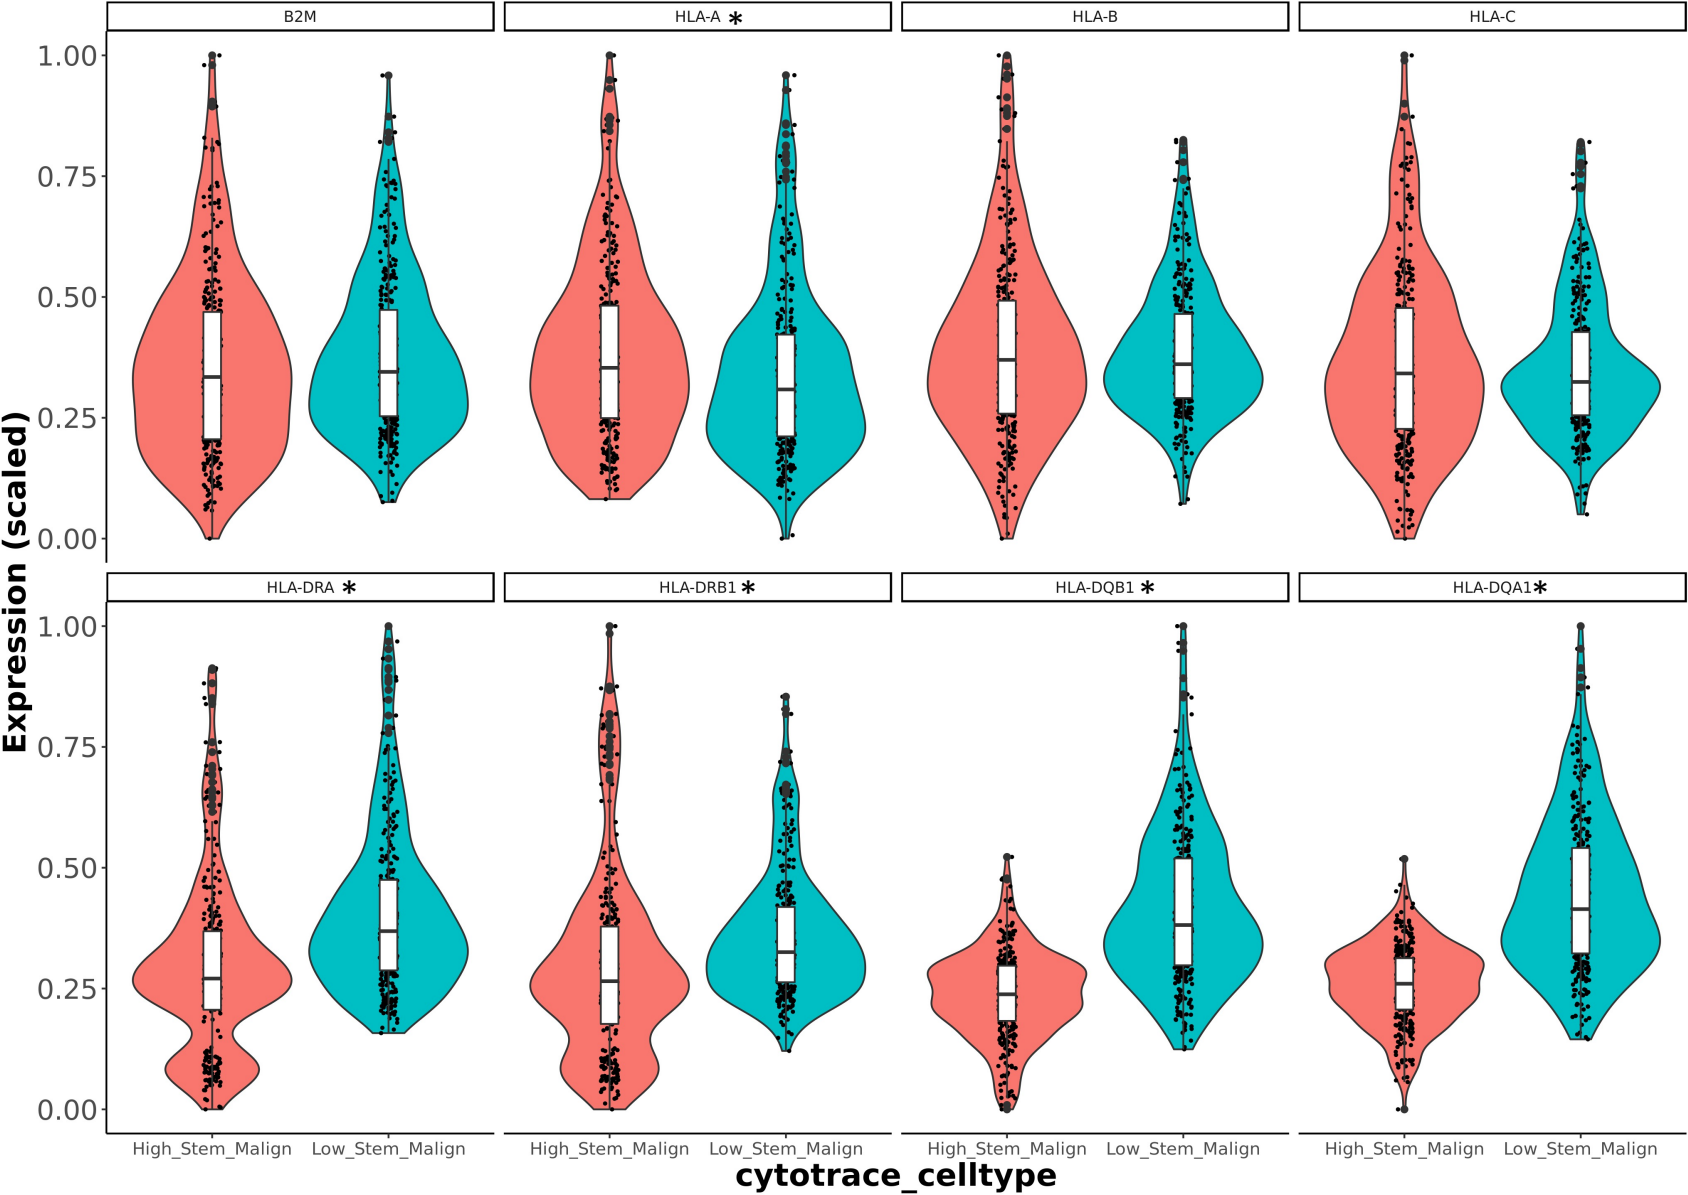 B2M HLA-A * HLA-B HLA-C
1.00
0.75
0.50
0.25
0.00
Expression (scaled)
HLA-DRA * HLA-DRB1 * HLA-DQB1 * HLA-DQA1*
1.00
0.75
0.50
0.25
0.00
High_Stem_Malign Low_Stem_Malign High_Stem_Malign Low_Stem_Malign High_Stem_Malign Low_Stem_Malign High_Stem_Malign Low_Stem_Malign
cytotrace_celltype